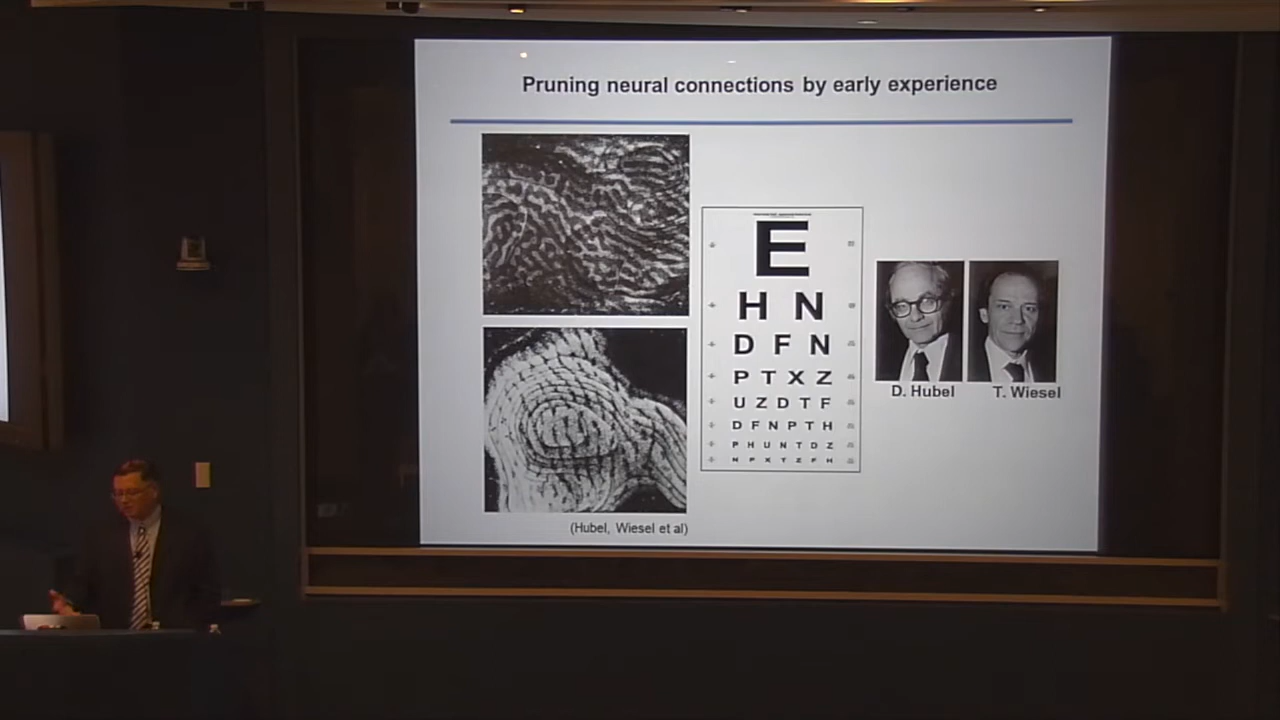 Pruning neural connections by early experience
E
H N
D F N
P T X Z
U Z D T F
D F N P T H
P H U N T D Z
N P X T Z F H
D. Hubel
T. Wiesel
(Hubel, Wiesel et al)